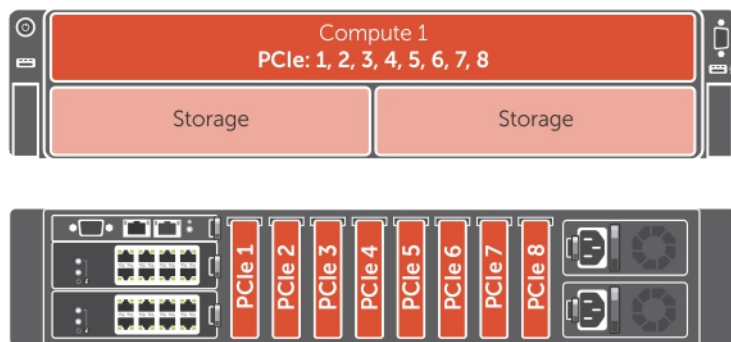 Compute 1
PCIe: 1, 2, 3, 4, 5, 6, 7, 8
Storage
Storage
PCIe 1
PCIe 2
PCIe 3
PCIe 4
PCIe 5
PCIe 6
PCIe 7
PCIe 8